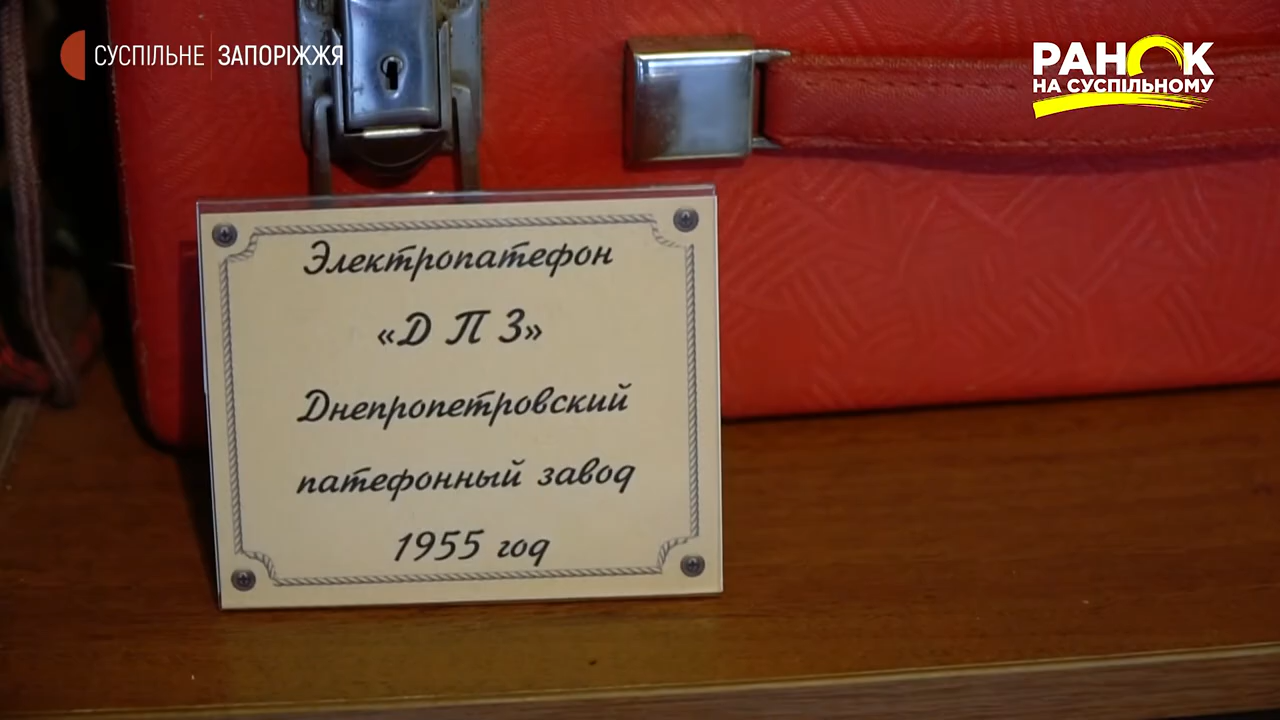 СУСПІЛЬНЕ ЗАПОРІЖЖЯ
РАНОК
НА СУСПІЛЬНОМУ
Электропатефон
«Д П З»
Днепропетровский
патефонный завод
1955 год